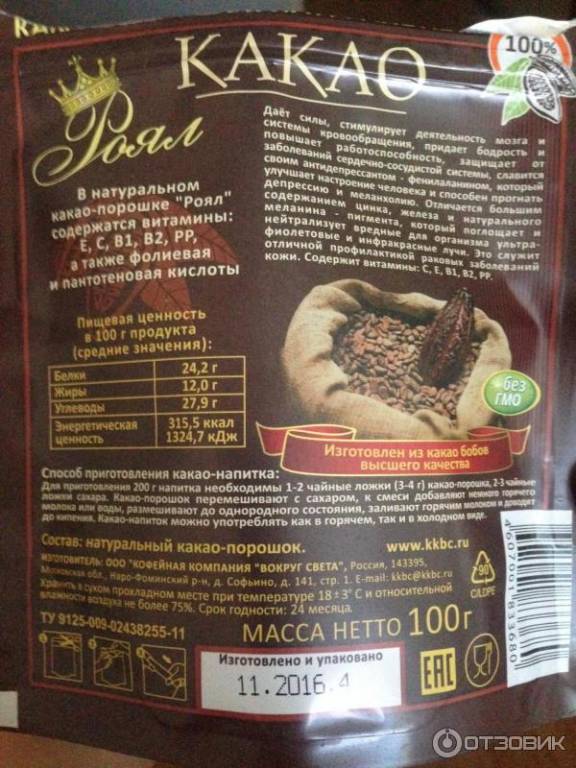 КАКАО
100%
Роял
Даёт силы, стимулирует деятельность мозга и
системы кровообращения, придает бодрость и
повышает работоспособность, защищает от
заболеваний сердечно-сосудистой системы, славится
своим антидепрессантом - фенилаланином, который
улучшает настроение человека и способен прогнать
депрессию и меланхолию. Отличается большим
содержанием цинка, железа и натурального
меланина - пигмента, который поглощает и
нейтрализует вредные для организма ультра-
фиолетовые и инфракрасные лучи. Это служит
отличной профилактикой раковых заболеваний
кожи. Содержит витамины: С, Е, В1, В2, РР.
В натуральном
какао-порошке "Роял"
содержатся витамины:
Е, С, В1, В2, РР,
а также фолиевая
и пантотеновая кислоты
Пищевая ценность
в 100 г продукта
(средние значения):
Белки 24,2 г
Жиры 12,0 г
Углеводы 27,9 г
Энергетическая ценность 315,5 ккал
1324,7 кДж
без
ГМО
Изготовлен из какао бобов
высшего качества
Способ приготовления какао-напитка:
Для приготовления 200 г напитка необходимы 1-2 чайные ложки (3-4 г) какао-порошка, 2-3 чайные
ложки сахара. Какао-порошок перемешивают с сахаром, к смеси добавляют немного горячего
молока или воды, размешивают до однородного состояния, заливают горячим молоком и доводят
до кипения. Какао-напиток можно употреблять как в горячем, так и в холодном виде.
Состав: натуральный какао-порошок.
www.kkbc.ru
ИЗГОТОВИТЕЛЬ: ООО "КОФЕЙНАЯ КОМПАНИЯ "ВОКРУГ СВЕТА", Россия, 143395,
Московская обл., Наро-Фоминский р-н, д. Софьино, д. 141, стр. 1. E-mail: kkbc@kkbc.ru
Хранить в сухом прохладном месте при температуре 18±3° С и относительной
влажности воздуха не более 75%. Срок годности: 24 месяца.
90
C/LDPE
ТУ 9125-009-02438255-11
МАССА НЕТТО 100г
Изготовлено и упаковано
11.2016.4
ЕАС
4607061833680
ОТЗОВИК